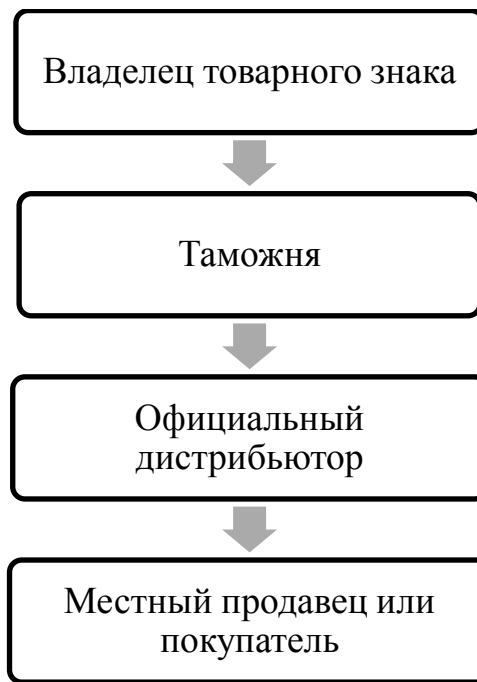 Владелец товарного знака
Таможня
Официальный
дистрибьютор
Местный продавец или
покупатель